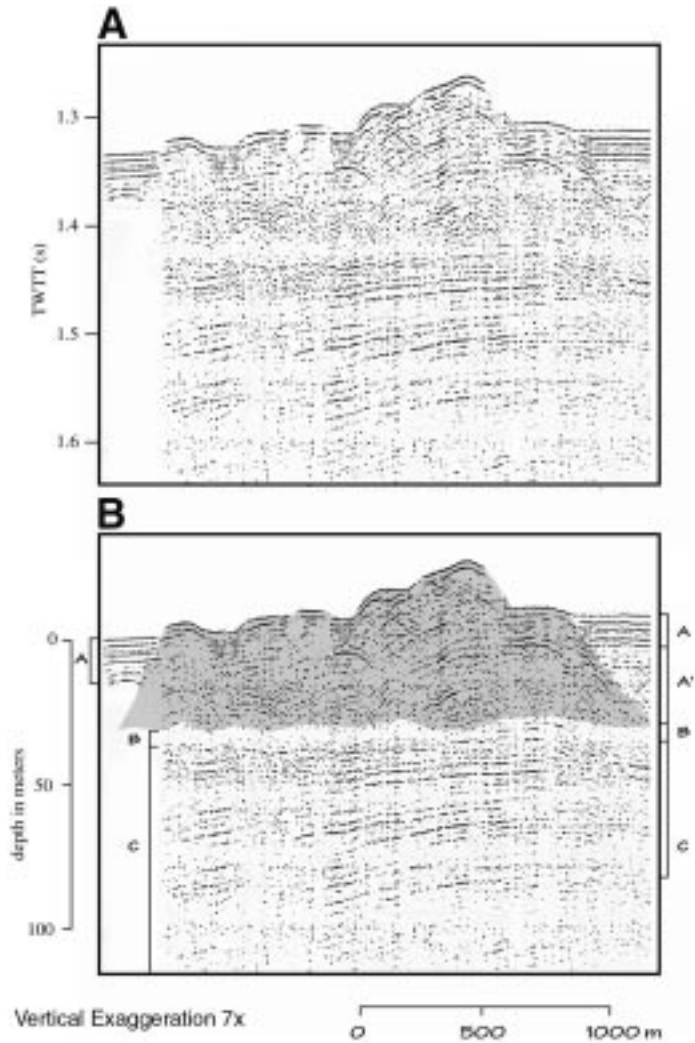 A
1.3
1.4
TWTT (s)
1.5
1.6
B
0
A
A
A'
B
B
50
depth in meters
C
C
100
Vertical Exaggeration 7x
0 500 1000 m